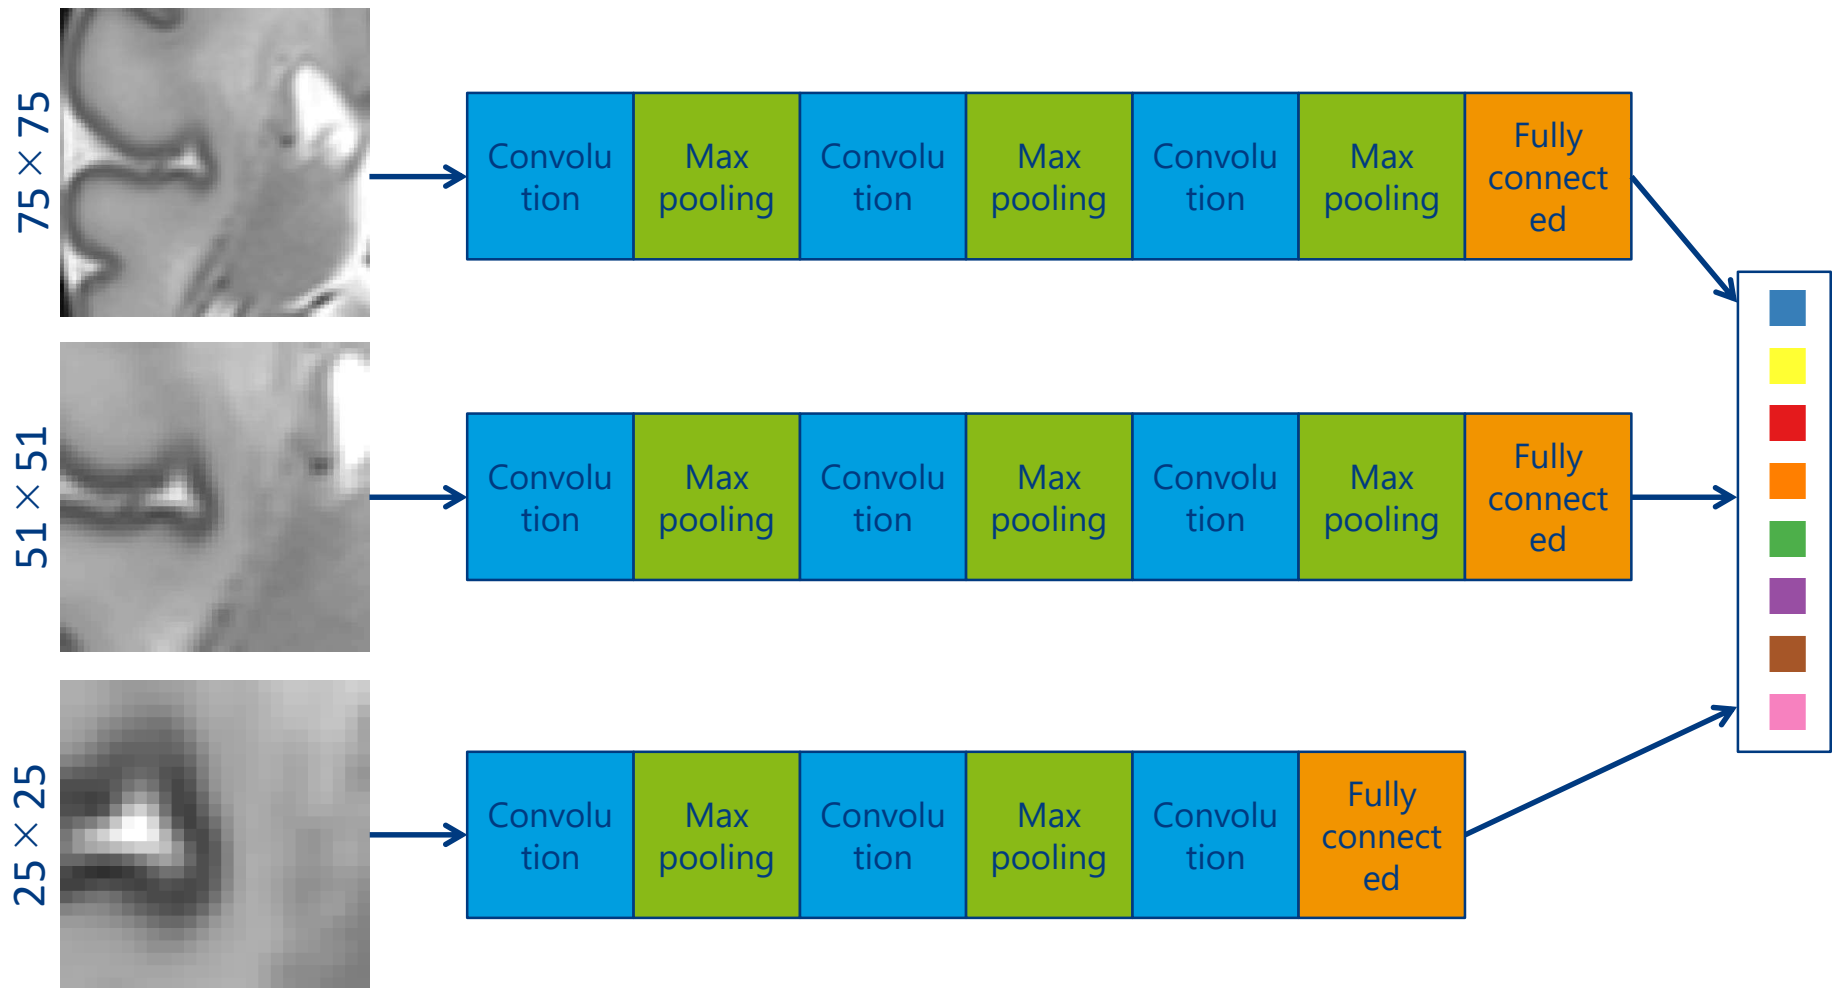 75 × 75
Convolu
tion
Max
pooling
Convolu
tion
Max
pooling
Convolu
tion
Max
pooling
Fully
connect
ed
51 × 51
Convolu
tion
Max
pooling
Convolu
tion
Max
pooling
Convolu
tion
Max
pooling
Fully
connect
ed
25 × 25
Convolu
tion
Max
pooling
Convolu
tion
Max
pooling
Convolu
tion
Fully
connect
ed